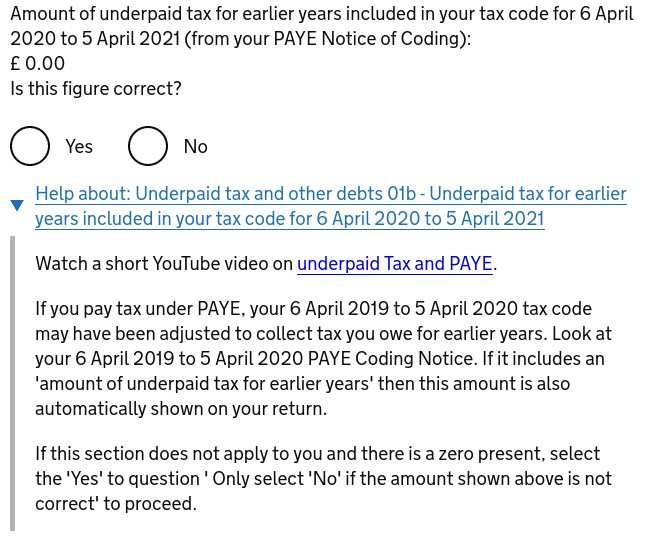 Amount of underpaid tax for earlier years included in your tax code for 6 April
2020 to 5 April 2021 (from your PAYE Notice of Coding):
£ 0.00
Is this figure correct?
Yes No
Help about: Underpaid tax and other debts 01b - Underpaid tax for earlier
years included in your tax code for 6 April 2020 to 5 April 2021
Watch a short YouTube video on underpaid Tax and PAYE.
If you pay tax under PAYE, your 6 April 2019 to 5 April 2020 tax code
may have been adjusted to collect tax you owe for earlier years. Look at
your 6 April 2019 to 5 April 2020 PAYE Coding Notice. If it includes an
'amount of underpaid tax for earlier years' then this amount is also
automatically shown on your return.
If this section does not apply to you and there is a zero present, select
the 'Yes' to question ' Only select 'No' if the amount shown above is not
correct' to proceed.